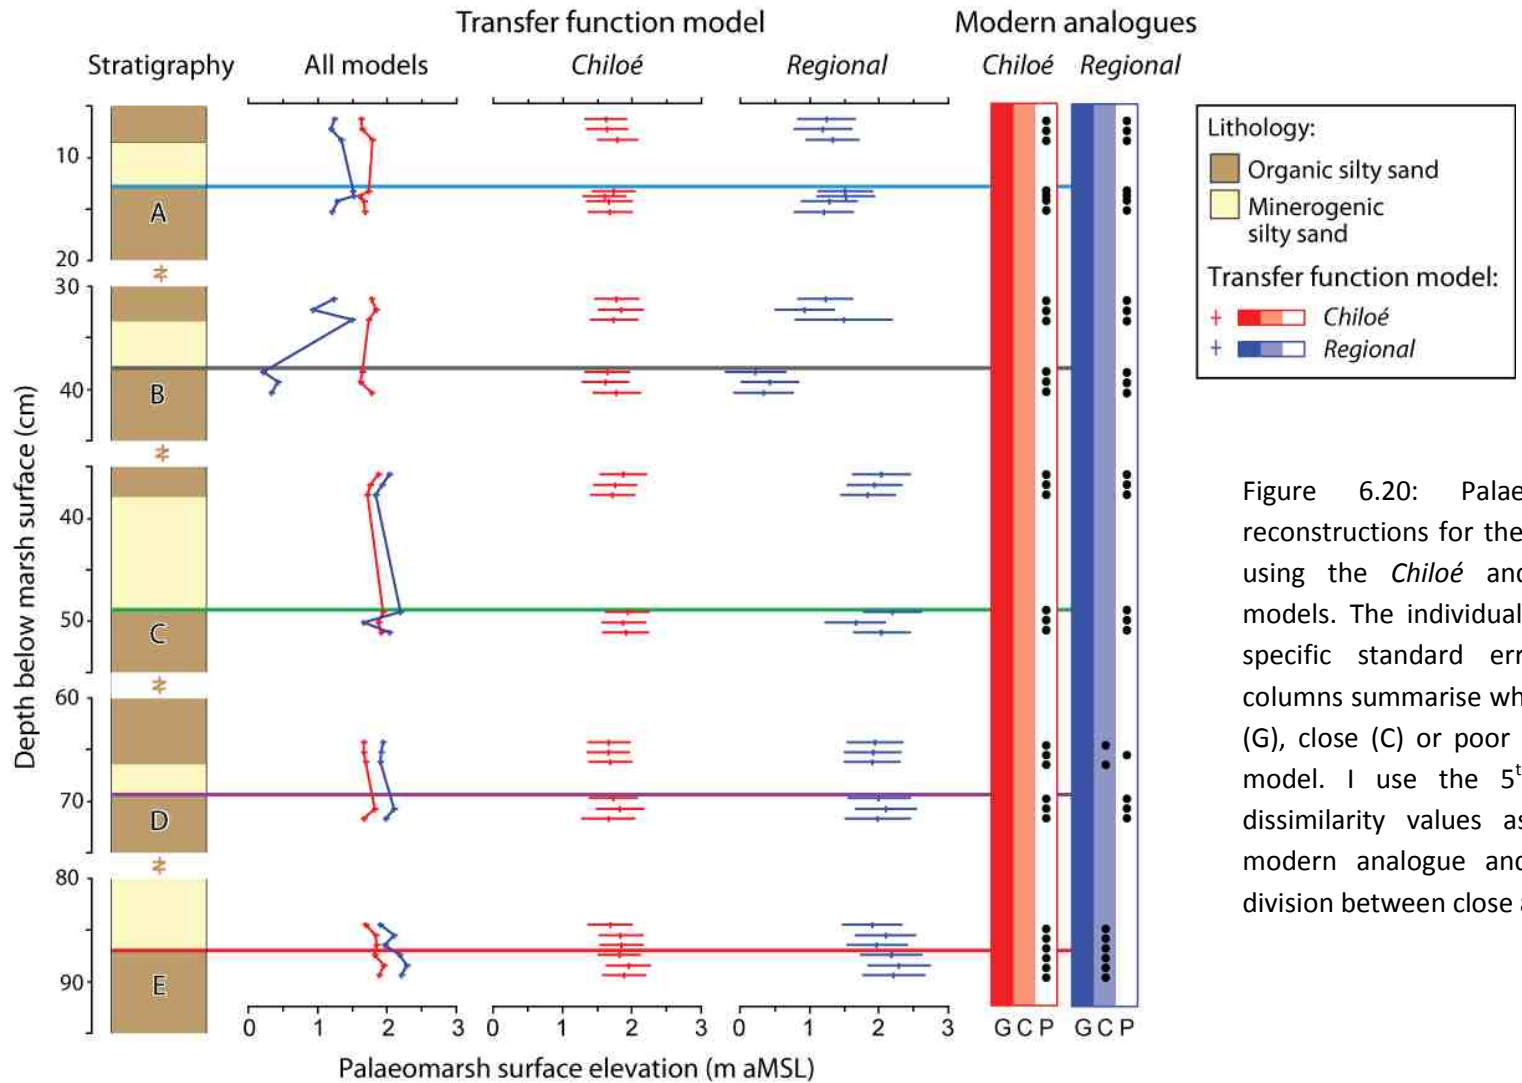 Transfer function model
Modern analogues
Stratigraphy
All models
Chiloé
Regional
Chiloé
Regional
Depth below marsh surface (cm)
10
20
30
40
40
50
60
70
80
90
A
B
C
D
E
0 1 2 3
0 1 2 3
0 1 2 3
G C P
G C P
Palaeomarsh surface elevation (m aMSL)
Lithology:
Organic silty sand
Minerogenic
silty sand
Transfer function model:
Chiloé
Regional
Figure 6.20: Palae
reconstructions for the
using the Chiloé and
models. The individual
specific standard err
columns summarise wh
(G), close (C) or poor
model. I use the 5t
dissimilarity values as
modern analogue and
division between close a